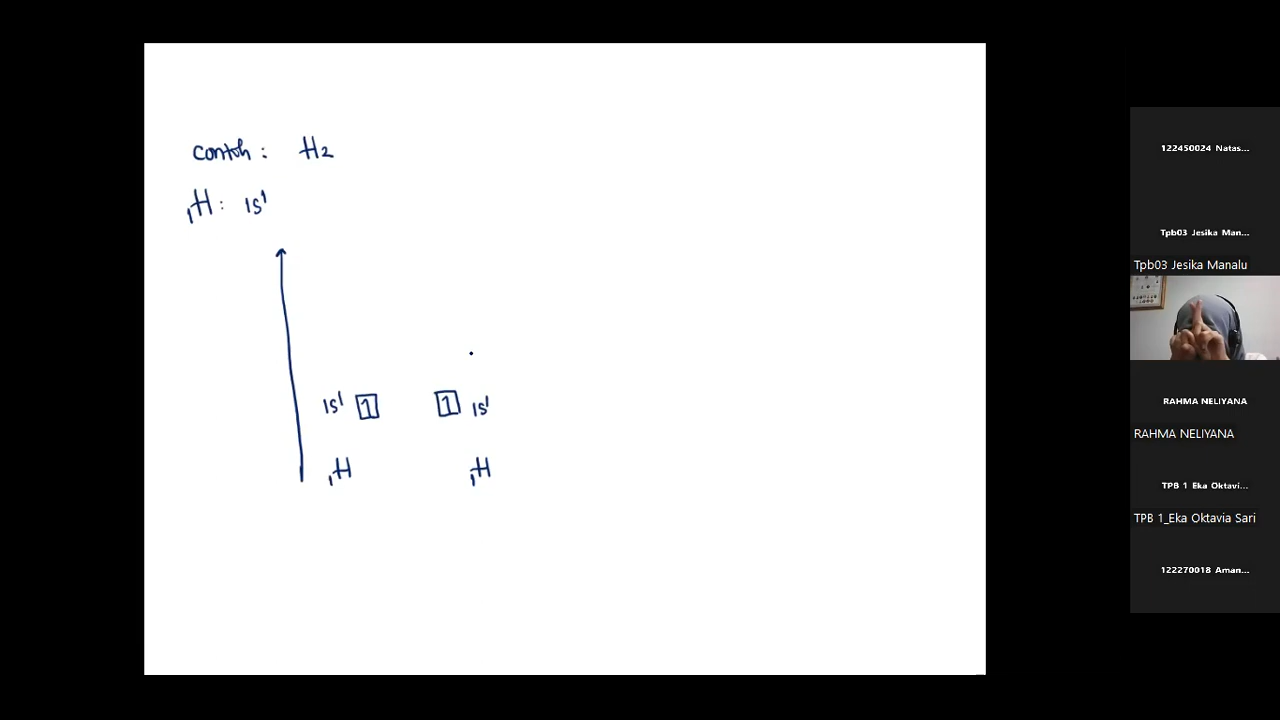 contoh : H2
1H : 1s1
1s1 1 1 1s1
1H 1H
122450024 Natas...
Tpb03 Jesika Man...
Tpb03 Jesika Manalu
RAHMA NELIYANA
RAHMA NELIYANA
TPB 1 Eka Oktavi...
TPB 1_Eka Oktavia Sari
122270018 Aman...